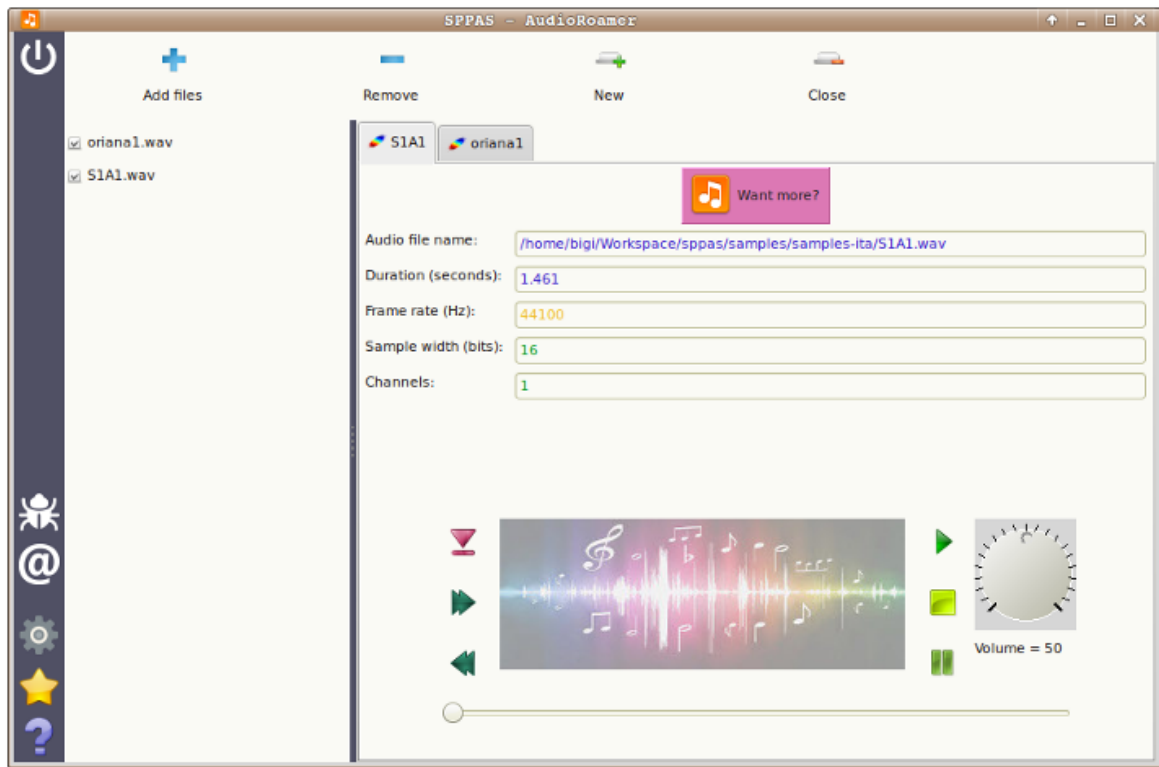 SPPAS - AudioRoamer
Add files
Remove
New
Close
oriana1.wav
S1A1.wav
S1A1
oriana1
Want more?
Audio file name: /home/bigi/Workspace/sppas/samples/samples-ita/S1A1.wav
Duration (seconds): 1.461
Frame rate (Hz): 44100
Sample width (bits): 16
Channels: 1
@
Volume = 50
?